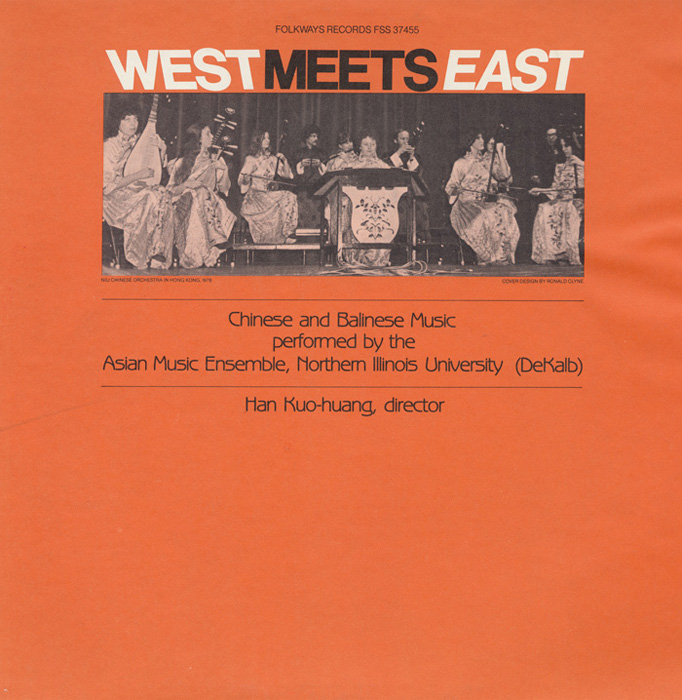 FOLKWAYS RECORDS FSS 37455
WEST MEETS EAST
NIU CHINESE ORCHESTRA IN HONG KONG, 1976
COVER DESIGN BY RONALD CLYNE
Chinese and Balinese Music
performed by the
Asian Music Ensemble, Northern Illinois University (DeKalb)
Han Kuo-huang, director